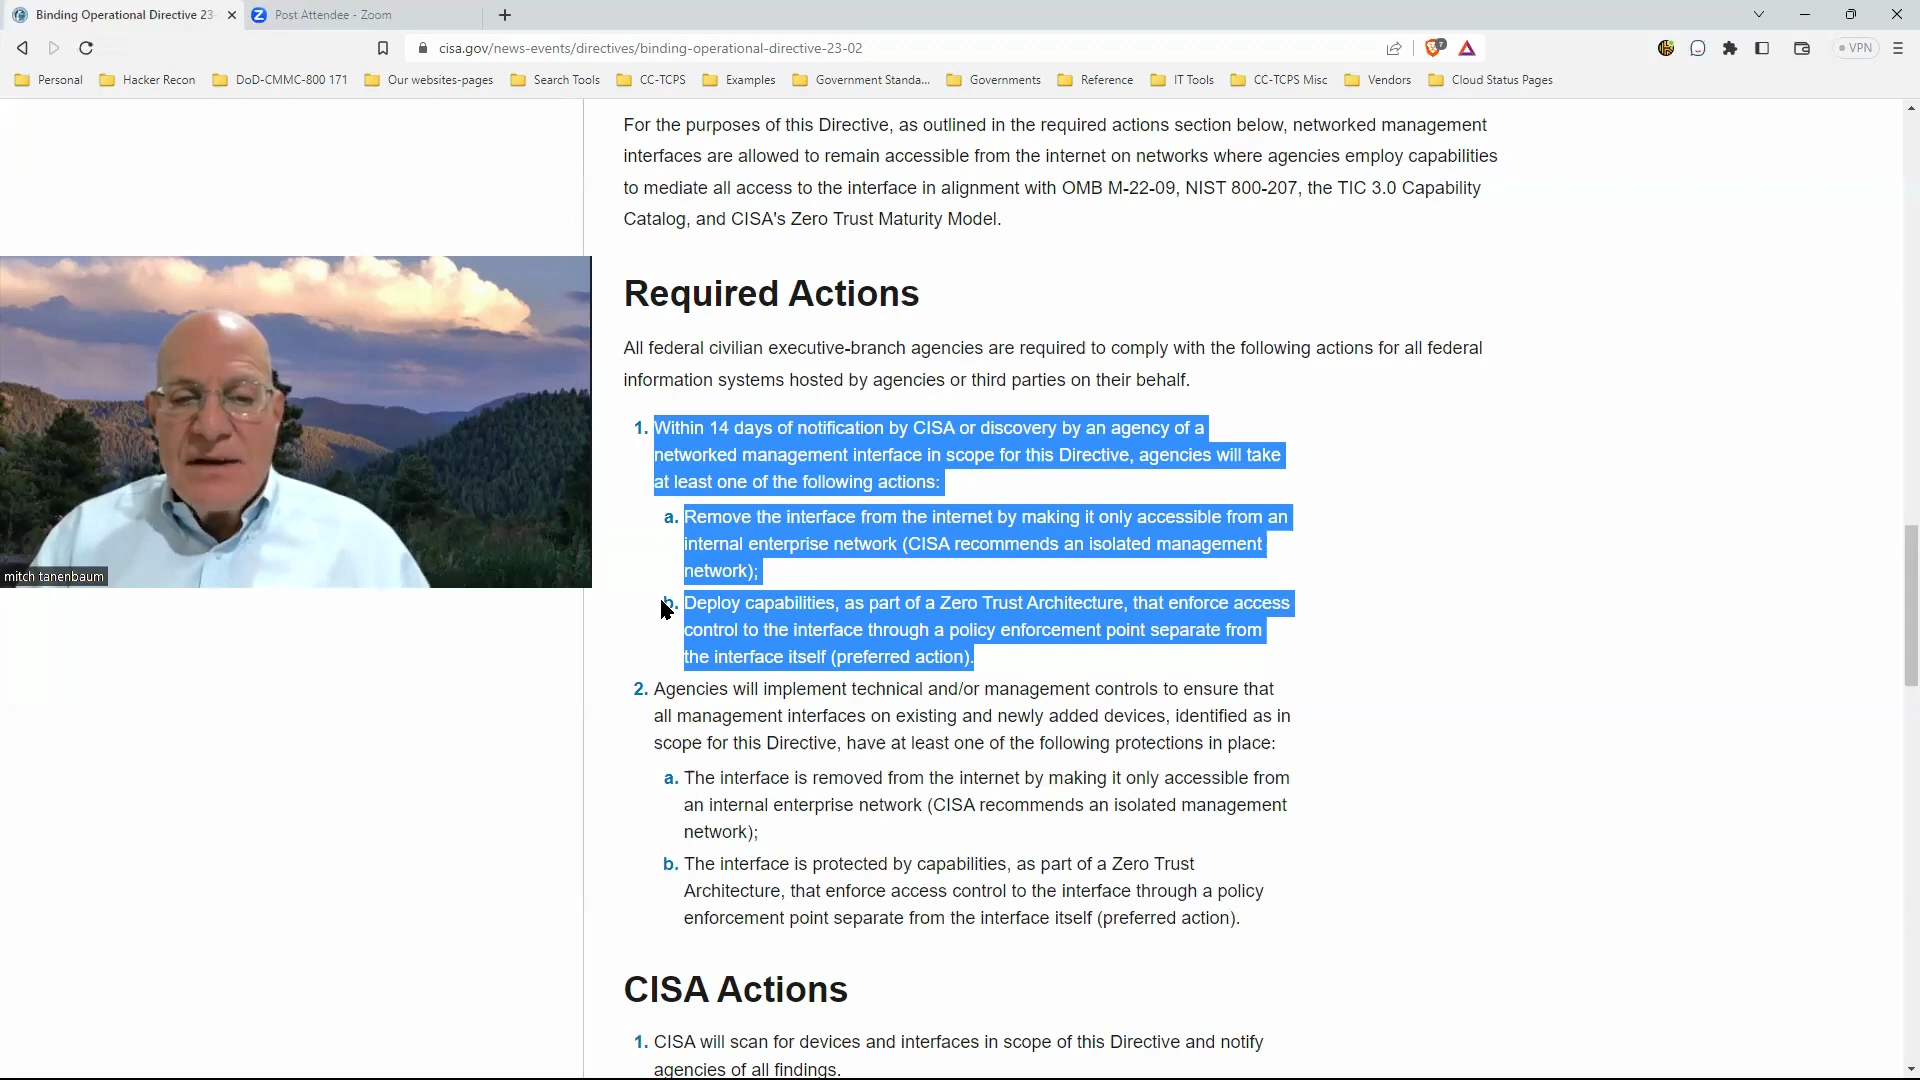 Binding Operational Directive 23-
Post Attendee - Zoom
cisa.gov/news-events/directives/binding-operational-directive-23-02
7
VPN
Personal
Hacker Recon
DoD-CMMC-800 171
Our websites-pages
Search Tools
CC-TCPS
Examples
Government Standa...
Governments
Reference
IT Tools
CC-TCPS Misc
Vendors
Cloud Status Pages
For the purposes of this Directive, as outlined in the required actions section below, networked management
interfaces are allowed to remain accessible from the internet on networks where agencies employ capabilities
to mediate all access to the interface in alignment with OMB M-22-09, NIST 800-207, the TIC 3.0 Capability
Catalog, and CISA's Zero Trust Maturity Model.
Required Actions
All federal civilian executive-branch agencies are required to comply with the following actions for all federal
information systems hosted by agencies or third parties on their behalf.
1. Within 14 days of notification by CISA or discovery by an agency of a
networked management interface in scope for this Directive, agencies will take
at least one of the following actions:
a. Remove the interface from the internet by making it only accessible from an
internal enterprise network (CISA recommends an isolated management
network);
b. Deploy capabilities, as part of a Zero Trust Architecture, that enforce access
control to the interface through a policy enforcement point separate from
the interface itself (preferred action).
2. Agencies will implement technical and/or management controls to ensure that
all management interfaces on existing and newly added devices, identified as in
scope for this Directive, have at least one of the following protections in place:
a. The interface is removed from the internet by making it only accessible from
an internal enterprise network (CISA recommends an isolated management
network);
b. The interface is protected by capabilities, as part of a Zero Trust
Architecture, that enforce access control to the interface through a policy
enforcement point separate from the interface itself (preferred action).
CISA Actions
1. CISA will scan for devices and interfaces in scope of this Directive and notify
agencies of all findings.
mitch tanenbaum